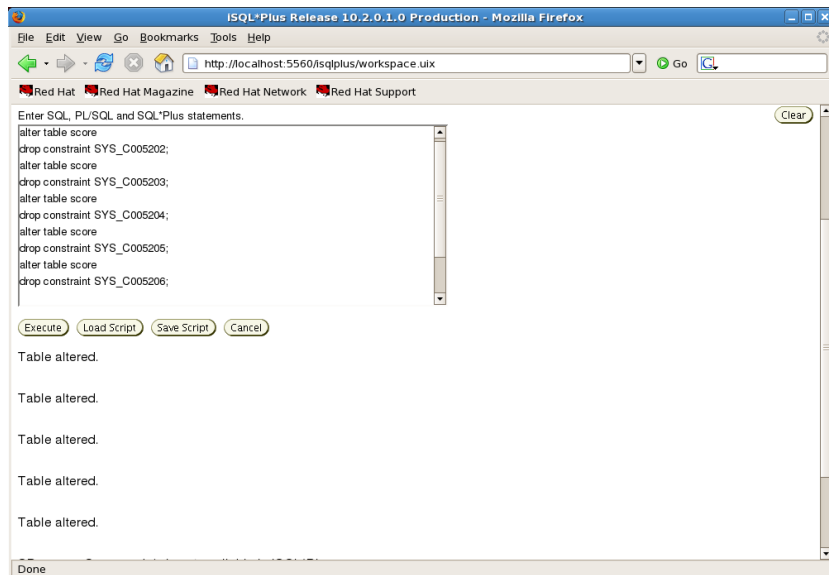 iSQL*Plus Release 10.2.0.1.0 Production - Mozilla Firefox
File Edit View Go Bookmarks Tools Help
http://localhost:5560/isqlplus/workspace.uix Go G
Red Hat Red Hat Magazine Red Hat Network Red Hat Support
Enter SQL, PL/SQL and SQL*Plus statements. Clear
alter table score
drop constraint SYS_C005202;
alter table score
drop constraint SYS_C005203;
alter table score
drop constraint SYS_C005204;
alter table score
drop constraint SYS_C005205;
alter table score
drop constraint SYS_C005206;
Execute Load Script Save Script Cancel
Table altered.
Table altered.
Table altered.
Table altered.
Table altered.
Done